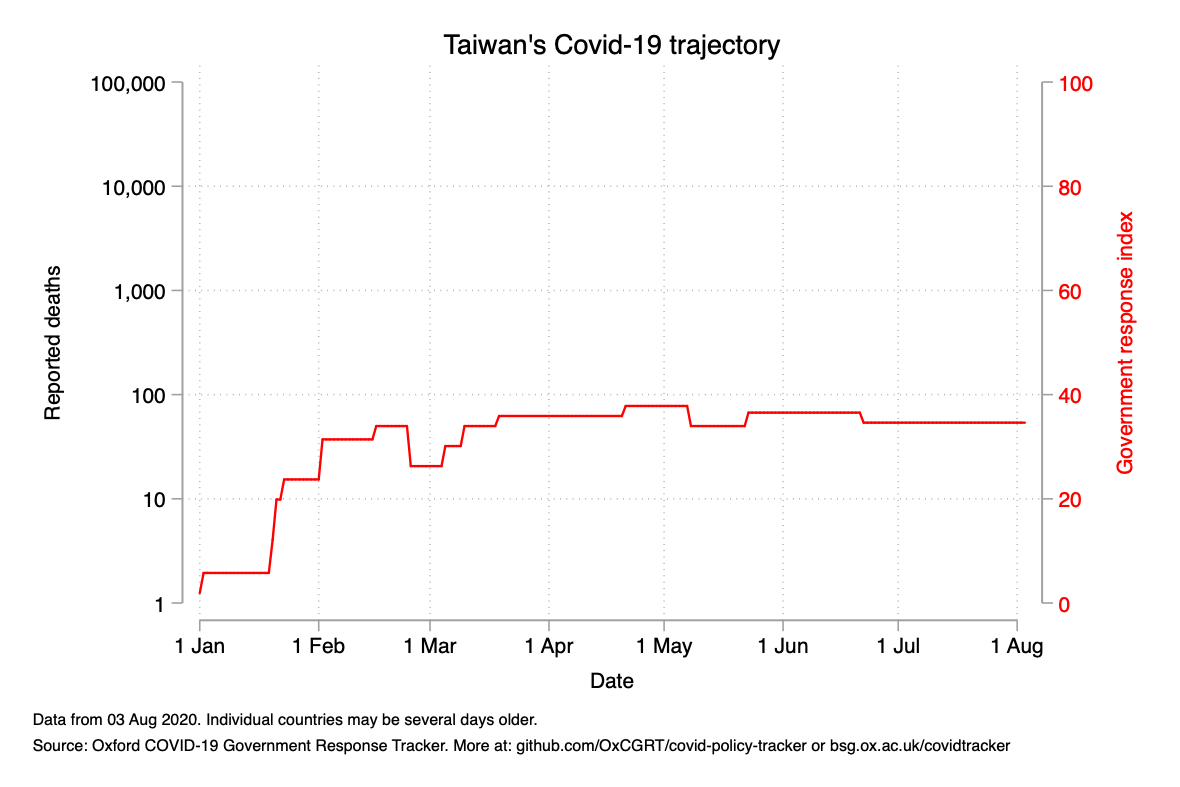 Taiwan's Covid-19 trajectory
100,000
10,000
1,000
100
10
1
Reported deaths
100
80
60
40
20
0
Government response index
1 Jan
1 Feb
1 Mar
1 Apr
1 May
1 Jun
1 Jul
1 Aug
Date
Data from 03 Aug 2020. Individual countries may be several days older.
Source: Oxford COVID-19 Government Response Tracker. More at: github.com/OxCGRT/covid-policy-tracker or bsg.ox.ac.uk/covidtracker